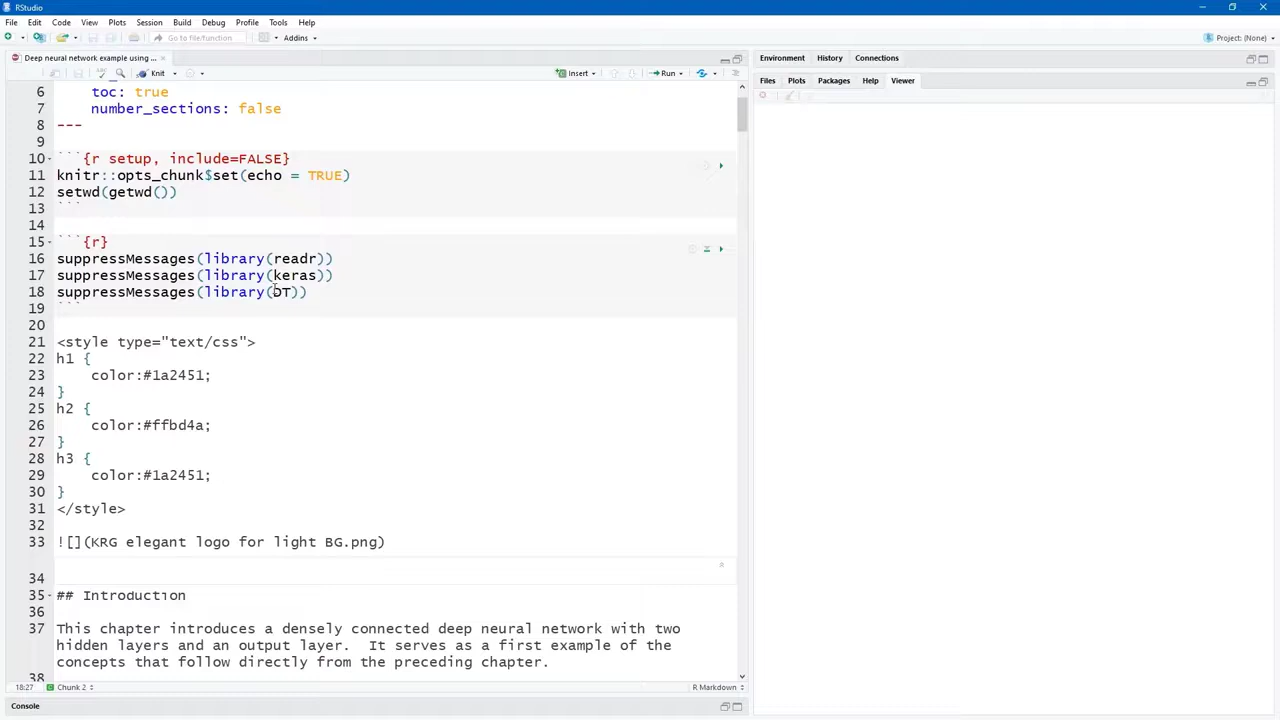 RStudio
File Edit Code View Plots Session Build Debug Profile Tools Help
Go to file/function Addins Project: (None)
Deep neural network example using ...
Knit Insert Run
6 toc: true
7 number_sections: false
8 ---
9
10 ```{r setup, include=FALSE}
11 knitr::opts_chunk$set(echo = TRUE)
12 setwd(getwd())
13 ```
14
15 ```{r}
16 suppressMessages(library(readr))
17 suppressMessages(library(keras))
18 suppressMessages(library(DT))
19 ```
20
21 <style type="text/css">
22 h1 {
23 color:#1a2451;
24 }
25 h2 {
26 color:#ffbd4a;
27 }
28 h3 {
29 color:#1a2451;
30 }
31 </style>
32
33 ![](KRG elegant logo for light BG.png)
34
35 ## Introduction
36
37 This chapter introduces a densely connected deep neural network with two
hidden layers and an output layer. It serves as a first example of the
concepts that follow directly from the preceding chapter.
38
18:27 Chunk 2 R Markdown
Console
Environment History Connections
Files Plots Packages Help Viewer